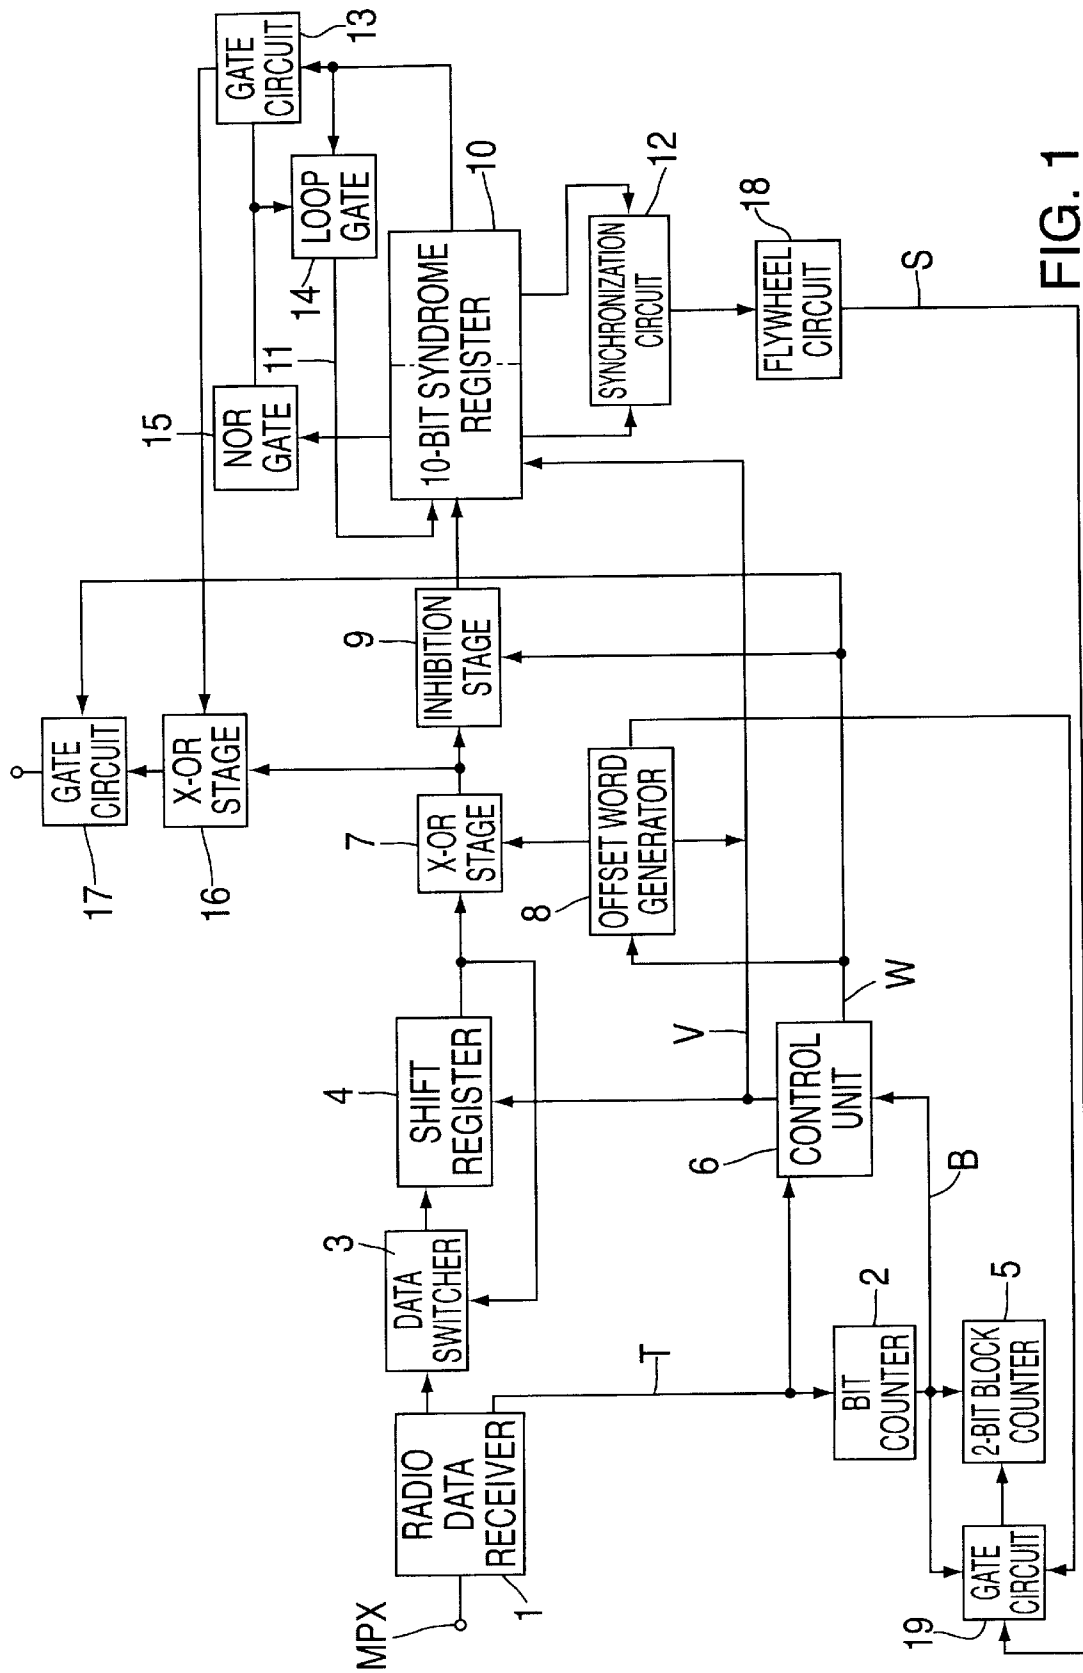 MPX
1
RADIO
DATA
RECEIVER
3
DATA
SWITCHER
4
SHIFT
REGISTER
7
X-OR
STAGE
9
INHIBITION
STAGE
10-BIT SYNDROME
REGISTER
10
17
GATE
CIRCUIT
16
X-OR
STAGE
15
NOR
GATE
11
14
LOOP
GATE
GATE
CIRCUIT
13
8
OFFSET WORD
GENERATOR
SYNCHRONIZATION
CIRCUIT
12
FLYWHEEL
CIRCUIT
18
S
T
6
CONTROL
UNIT
V
W
B
BIT
COUNTER
2
2-BIT BLOCK
COUNTER
5
19
GATE
CIRCUIT
FIG. 1